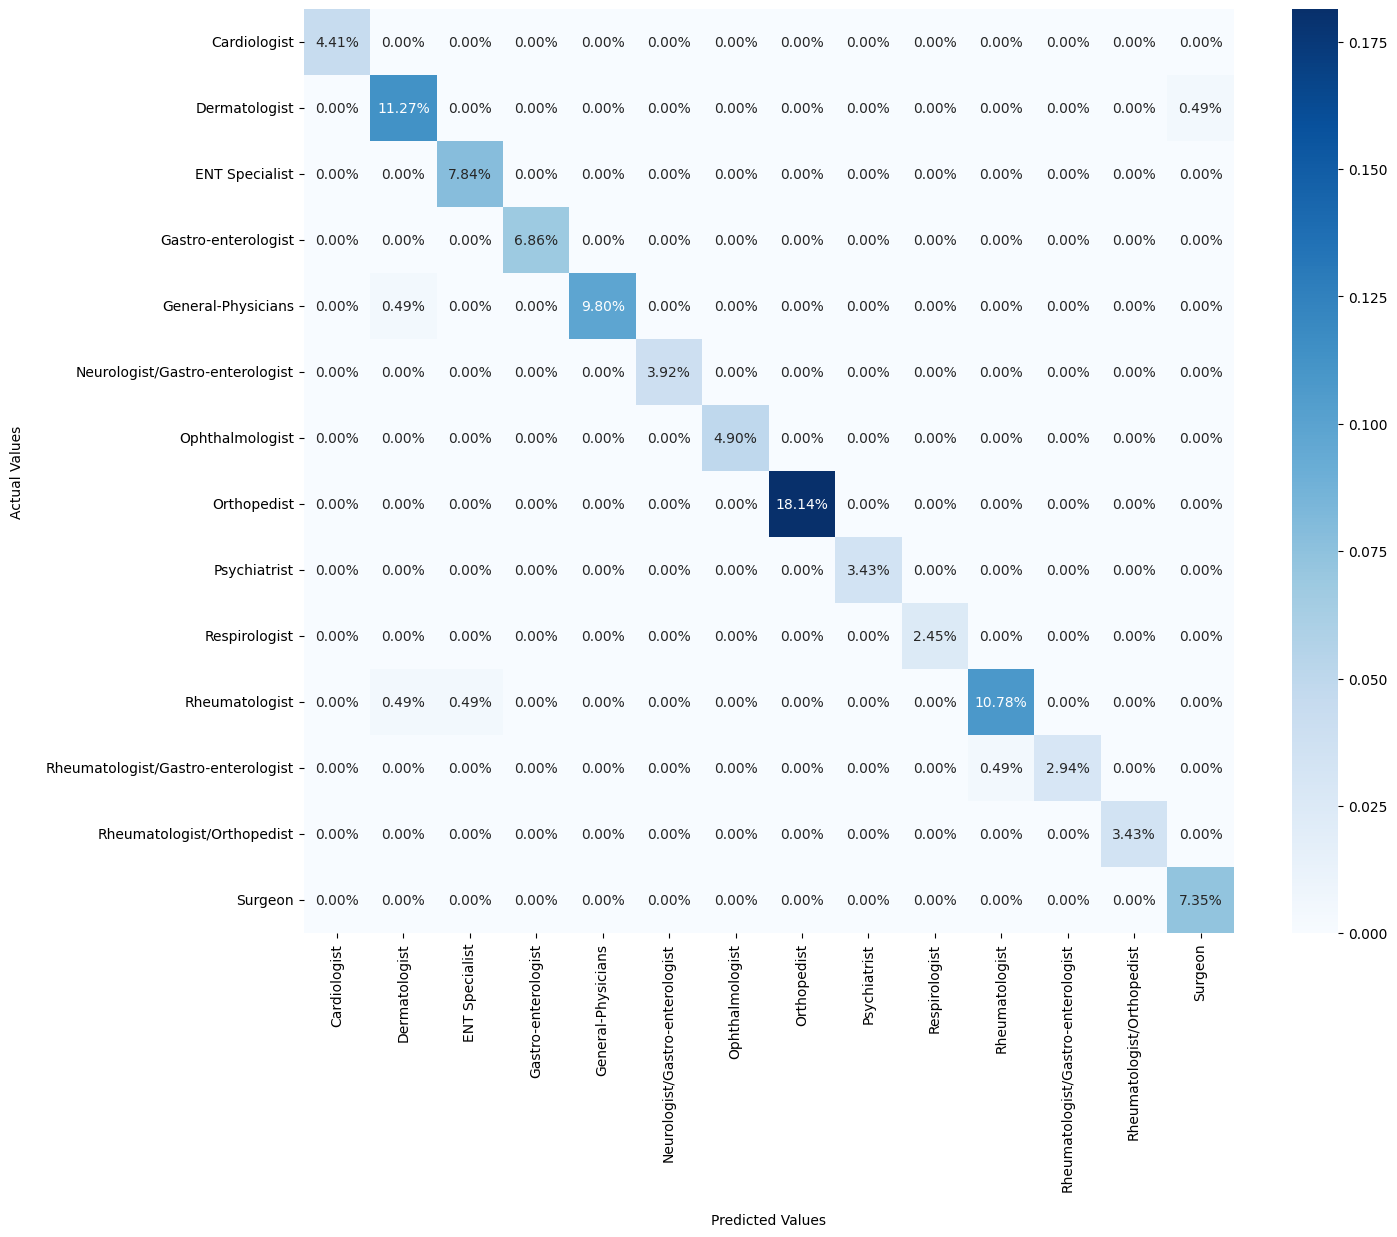 Cardiologist 4.41% 0.00% 0.00% 0.00% 0.00% 0.00% 0.00% 0.00% 0.00% 0.00% 0.00% 0.00% 0.00% 0.00%
Dermatologist 0.00% 11.27% 0.00% 0.00% 0.00% 0.00% 0.00% 0.00% 0.00% 0.00% 0.00% 0.00% 0.00% 0.49%
ENT Specialist 0.00% 0.00% 7.84% 0.00% 0.00% 0.00% 0.00% 0.00% 0.00% 0.00% 0.00% 0.00% 0.00% 0.00%
Gastro-enterologist 0.00% 0.00% 0.00% 6.86% 0.00% 0.00% 0.00% 0.00% 0.00% 0.00% 0.00% 0.00% 0.00% 0.00%
General-Physicians 0.00% 0.49% 0.00% 0.00% 9.80% 0.00% 0.00% 0.00% 0.00% 0.00% 0.00% 0.00% 0.00% 0.00%
Neurologist/Gastro-enterologist 0.00% 0.00% 0.00% 0.00% 0.00% 3.92% 0.00% 0.00% 0.00% 0.00% 0.00% 0.00% 0.00% 0.00%
Ophthalmologist 0.00% 0.00% 0.00% 0.00% 0.00% 0.00% 4.90% 0.00% 0.00% 0.00% 0.00% 0.00% 0.00% 0.00%
Orthopedist 0.00% 0.00% 0.00% 0.00% 0.00% 0.00% 0.00% 18.14% 0.00% 0.00% 0.00% 0.00% 0.00% 0.00%
Psychiatrist 0.00% 0.00% 0.00% 0.00% 0.00% 0.00% 0.00% 0.00% 3.43% 0.00% 0.00% 0.00% 0.00% 0.00%
Respirologist 0.00% 0.00% 0.00% 0.00% 0.00% 0.00% 0.00% 0.00% 0.00% 2.45% 0.00% 0.00% 0.00% 0.00%
Rheumatologist 0.00% 0.49% 0.49% 0.00% 0.00% 0.00% 0.00% 0.00% 0.00% 0.00% 10.78% 0.00% 0.00% 0.00%
Rheumatologist/Gastro-enterologist 0.00% 0.00% 0.00% 0.00% 0.00% 0.00% 0.00% 0.00% 0.00% 0.00% 0.49% 2.94% 0.00% 0.00%
Rheumatologist/Orthopedist 0.00% 0.00% 0.00% 0.00% 0.00% 0.00% 0.00% 0.00% 0.00% 0.00% 0.00% 0.00% 3.43% 0.00%
Surgeon 0.00% 0.00% 0.00% 0.00% 0.00% 0.00% 0.00% 0.00% 0.00% 0.00% 0.00% 0.00% 0.00% 7.35%
Actual Values
Cardiologist
Dermatologist
ENT Specialist
Gastro-enterologist
General-Physicians
Neurologist/Gastro-enterologist
Ophthalmologist
Orthopedist
Psychiatrist
Respirologist
Rheumatologist
Rheumatologist/Gastro-enterologist
Rheumatologist/Orthopedist
Surgeon
Predicted Values
0.175
0.150
0.125
0.100
0.075
0.050
0.025
0.000